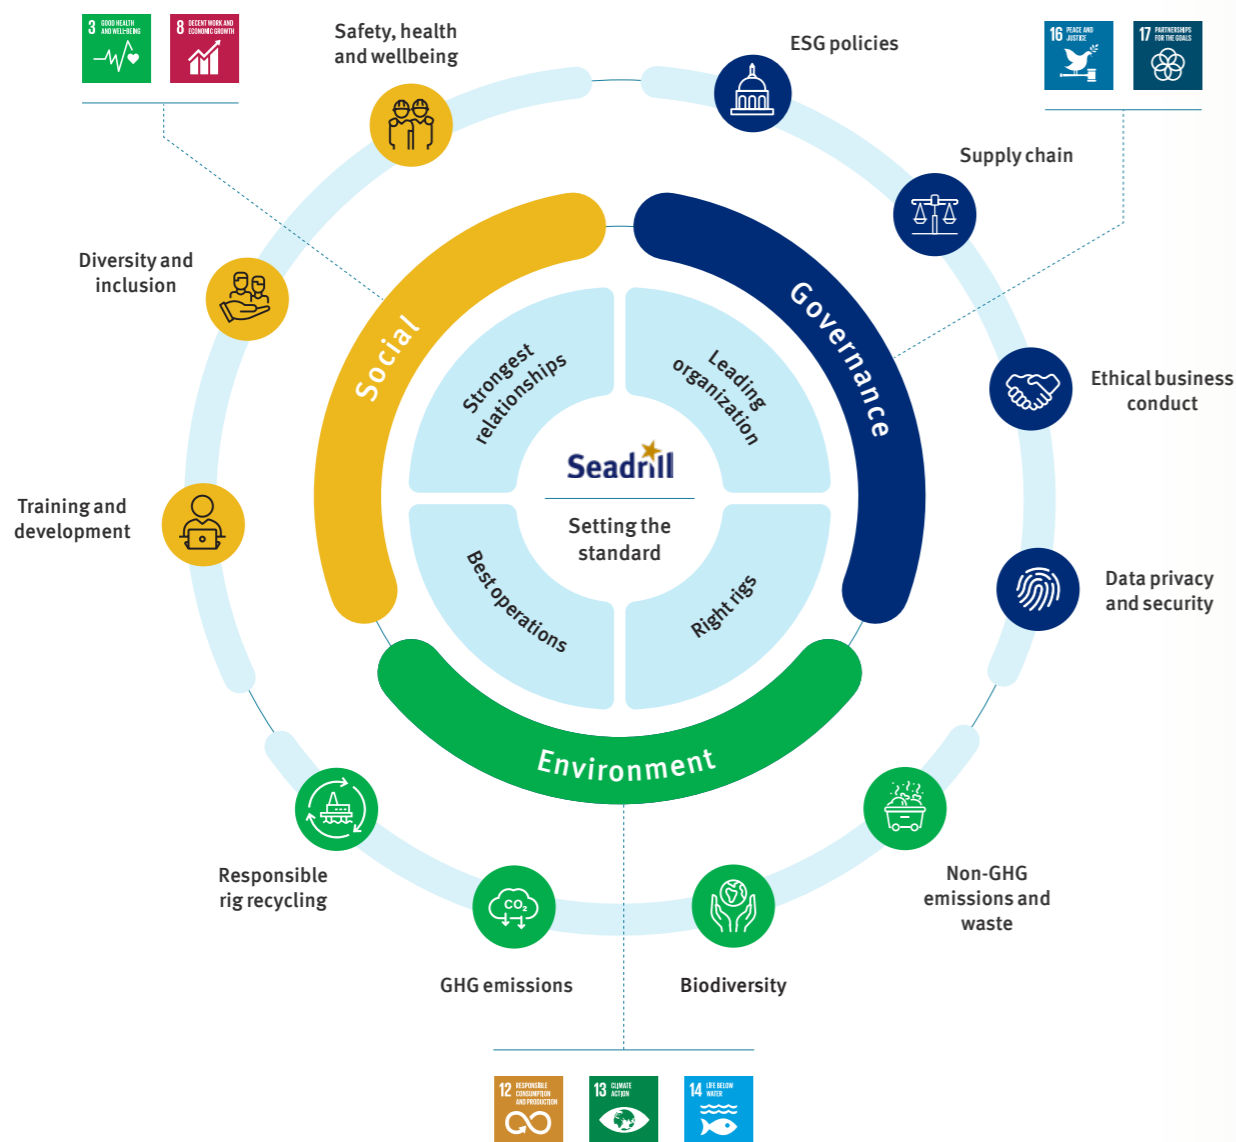 3 GOOD HEALTH
AND WELL-BEING
8 DECENT WORK AND
ECONOMIC GROWTH
Safety, health
and wellbeing
ESG policies
16 PEACE AND
JUSTICE
17 PARTNERSHIPS
FOR THE GOALS
Supply chain
Diversity and
inclusion
Social
Governance
Strongest
relationships
Leading
organization
Ethical business
conduct
Seadrill
Setting the
standard
Training and
development
Best operations
Right rigs
Data privacy
and security
Environment
Responsible
rig recycling
CO₂
GHG emissions
Biodiversity
Non-GHG
emissions and
waste
12 RESPONSIBLE
CONSUMPTION
AND PRODUCTION
13 CLIMATE
ACTION
14 LIFE BELOW
WATER